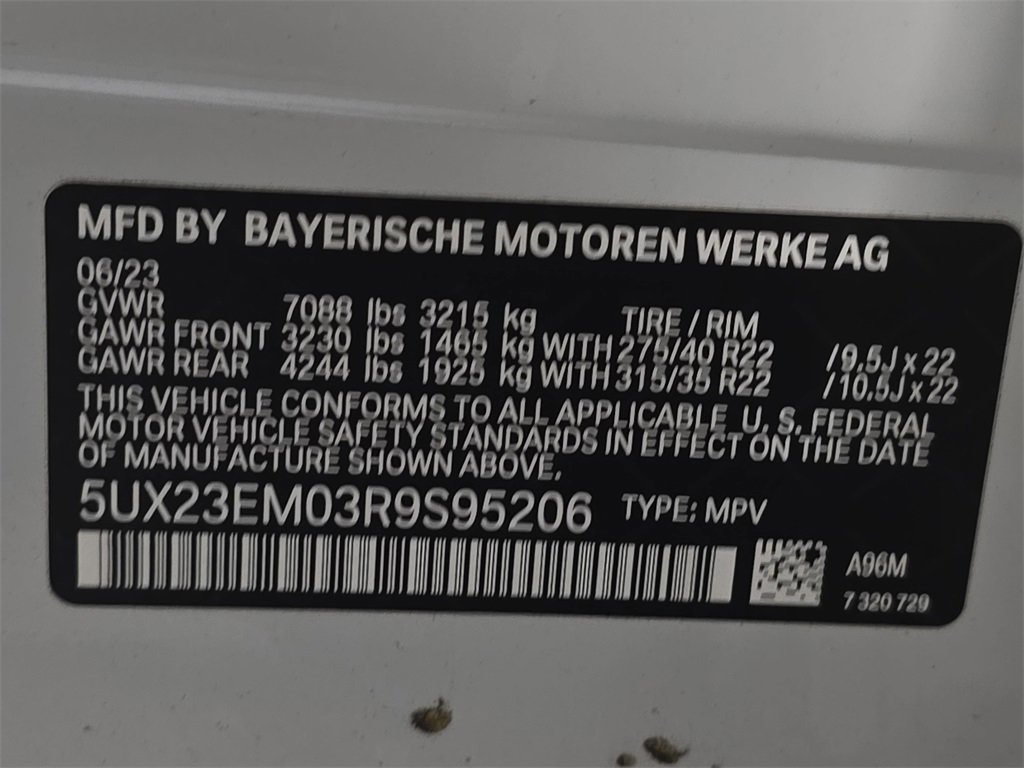 MFD BY BAYERISCHE MOTOREN WERKE AG
06/23
GVWR 7088 lbs 3215 kg TIRE / RIM
GAWR FRONT 3230 lbs 1465 kg WITH 275/40 R22 /9.5J x 22
GAWR REAR 4244 lbs 1925 kg WITH 315/35 R22 /10.5J x 22
THIS VEHICLE CONFORMS TO ALL APPLICABLE U. S. FEDERAL
MOTOR VEHICLE SAFETY STANDARDS IN EFFECT ON THE DATE
OF MANUFACTURE SHOWN ABOVE.
5UX23EM03R9S95206 TYPE: MPV
A96M
7 320 729